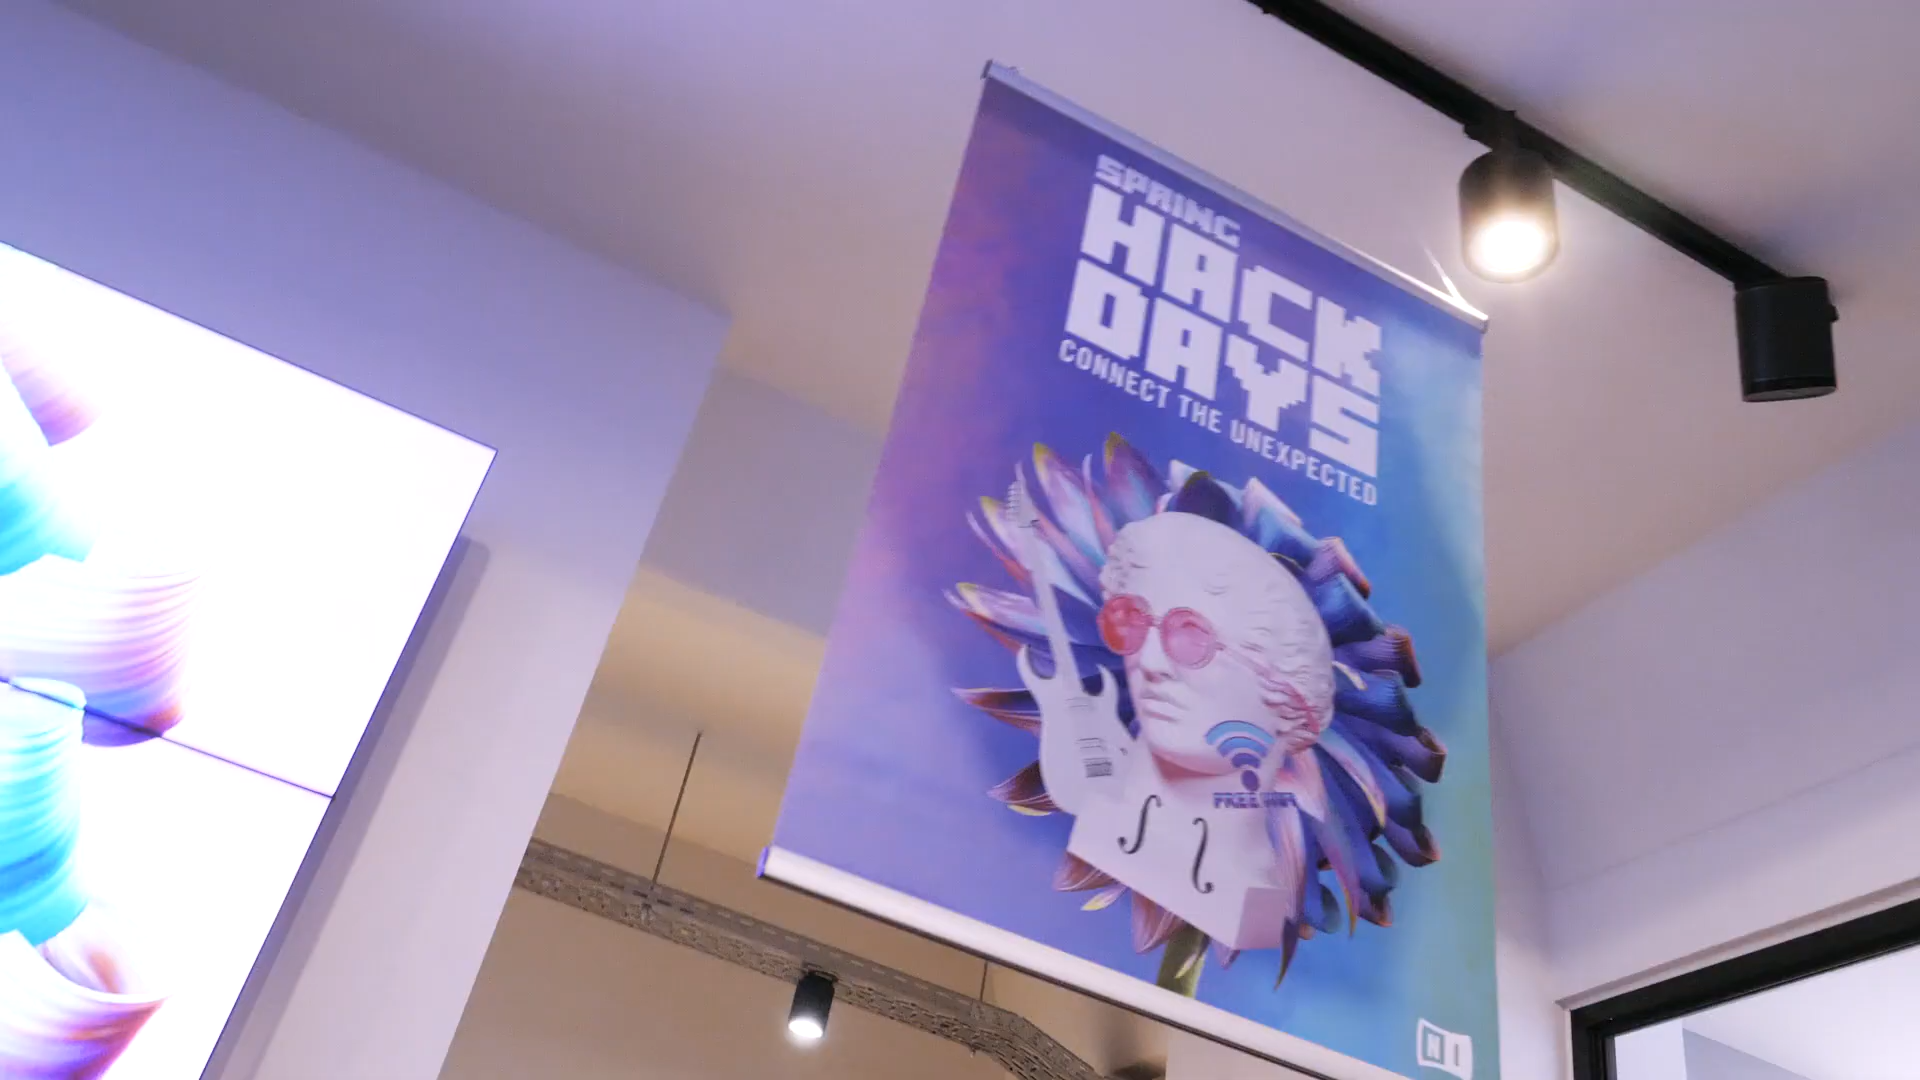 SPRING
HACK
DAYS
CONNECT THE UNEXPECTED
FREE WIFI
N I